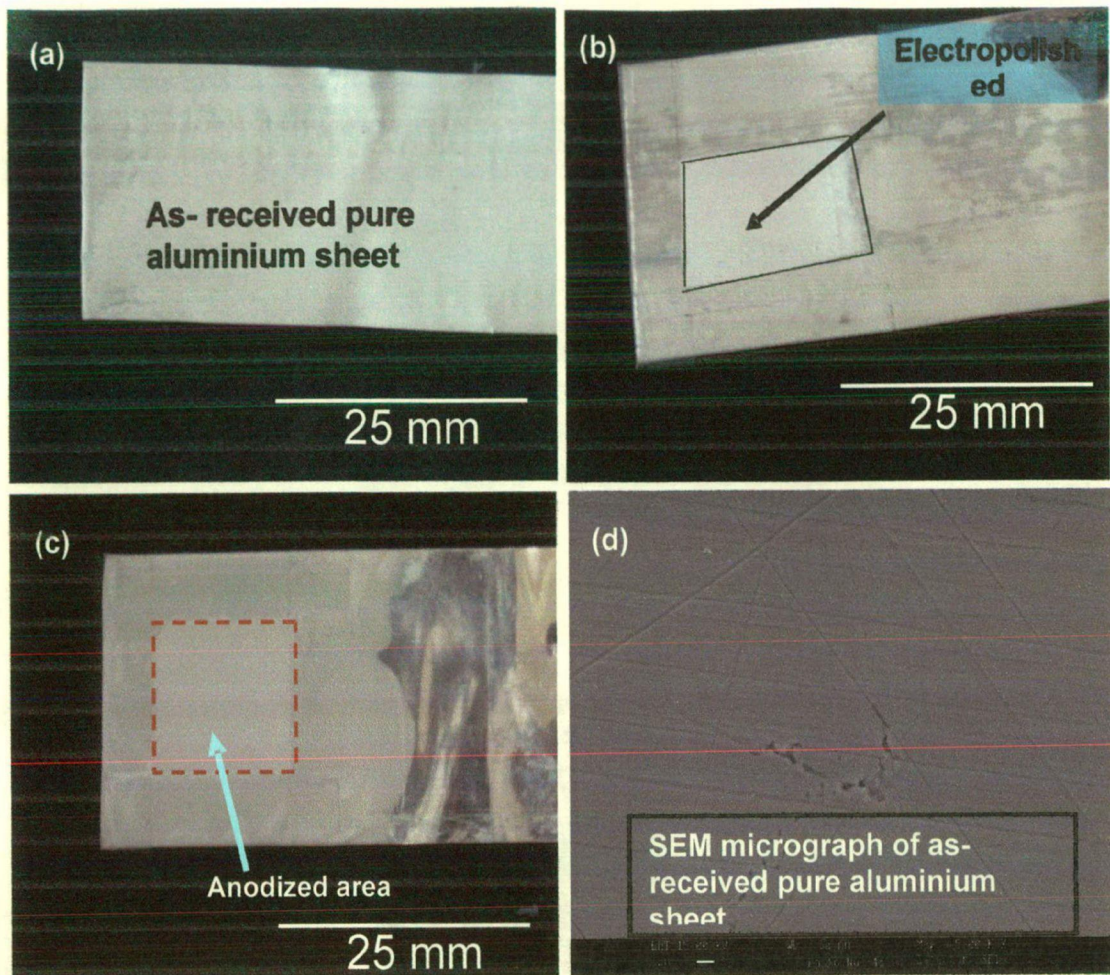 (a)
As- received pure
aluminium sheet
25 mm
(b)
Electropolish
ed
25 mm
(c)
Anodized area
25 mm
(d)
SEM micrograph of as-
received pure aluminium
sheet